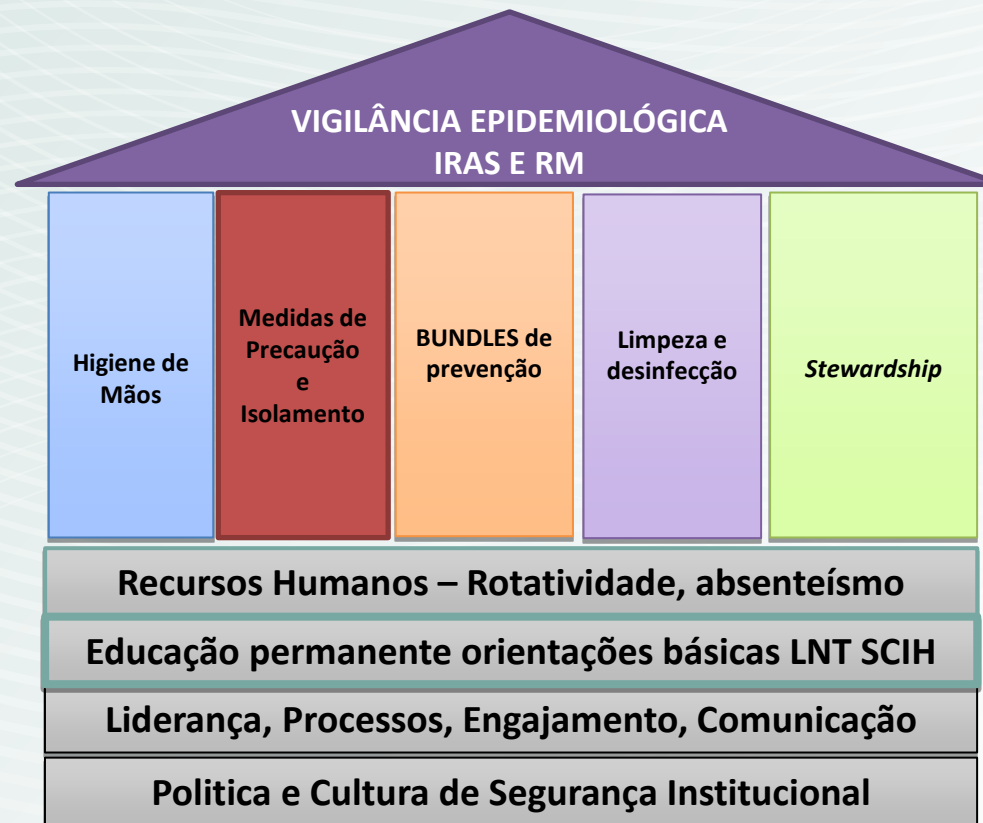 VIGILÂNCIA EPIDEMIOLÓGICA
IRAS E RM
Higiene de
Mãos
Medidas de
Precaução
e
Isolamento
BUNDLES de
prevenção
Limpeza e
desinfecção
Stewardship
Recursos Humanos – Rotatividade, absenteísmo
Educação permanente orientações básicas LNT SCIH
Liderança, Processos, Engajamento, Comunicação
Politica e Cultura de Segurança Institucional